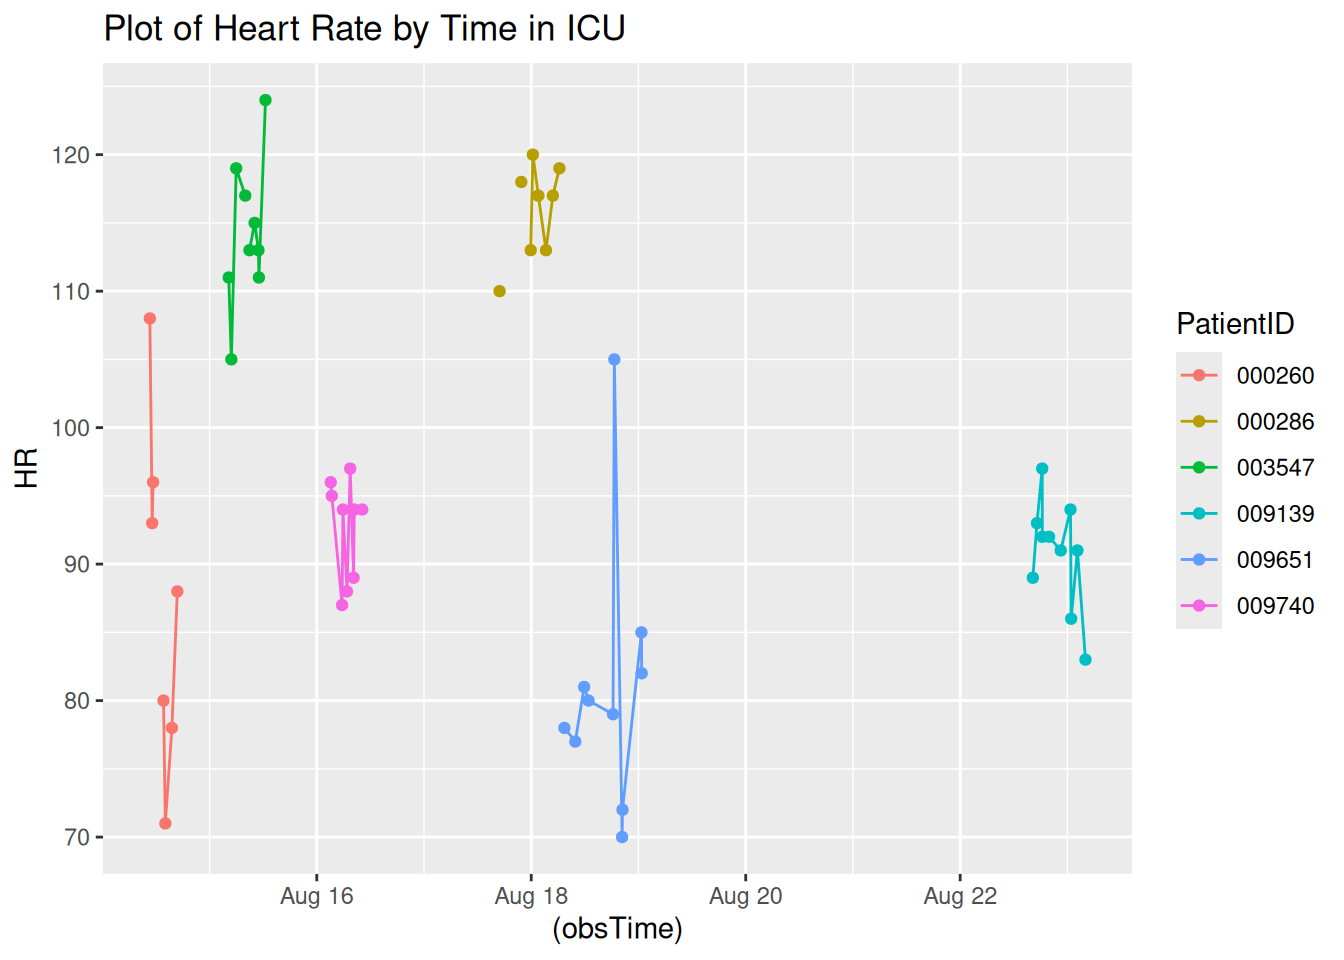 Plot of Heart Rate by Time in ICU
HR
120
110
100
90
80
70
Aug 16
Aug 18
Aug 20
Aug 22
(obsTime)
PatientID
000260
000286
003547
009139
009651
009740